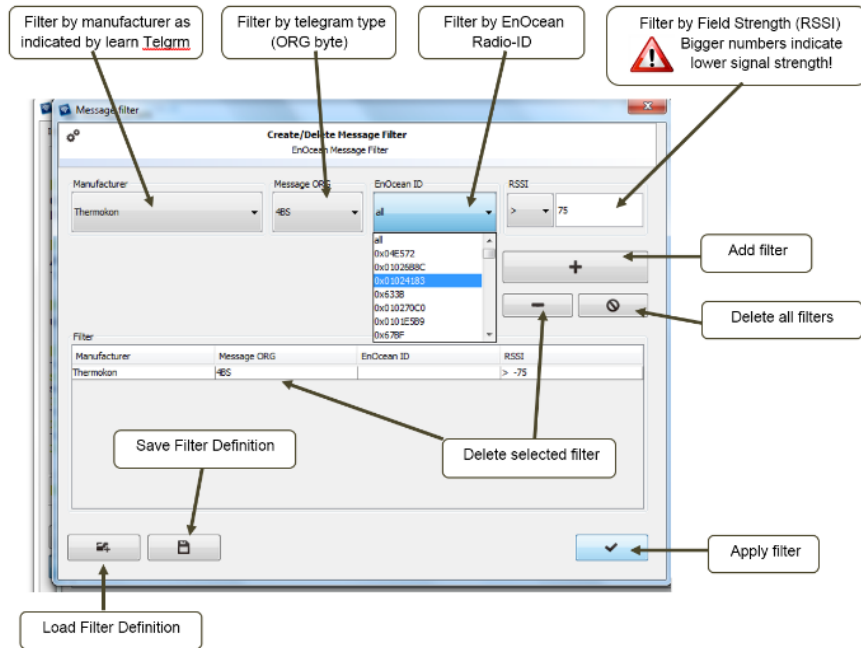 Filter by manufacturer as
indicated by learn Telgrm
Filter by telegram type
(ORG byte)
Filter by EnOcean
Radio-ID
Filter by Field Strength (RSSI)
Bigger numbers indicate
lower signal strength!
Message filter
Create/Delete Message Filter
EnOcean Message Filter
Manufacturer
Message ORG
EnOcean ID
RSSI
Thermokon
4BS
all
>
75
all
0x04E572
0x01026B8C
0x01024183
0x633B
0x010270C0
0x0101E5B9
0x67BF
Add filter
Delete all filters
Filter
Manufacturer
Message ORG
EnOcean ID
RSSI
Thermokon
4BS
> -75
Save Filter Definition
Delete selected filter
Apply filter
Load Filter Definition